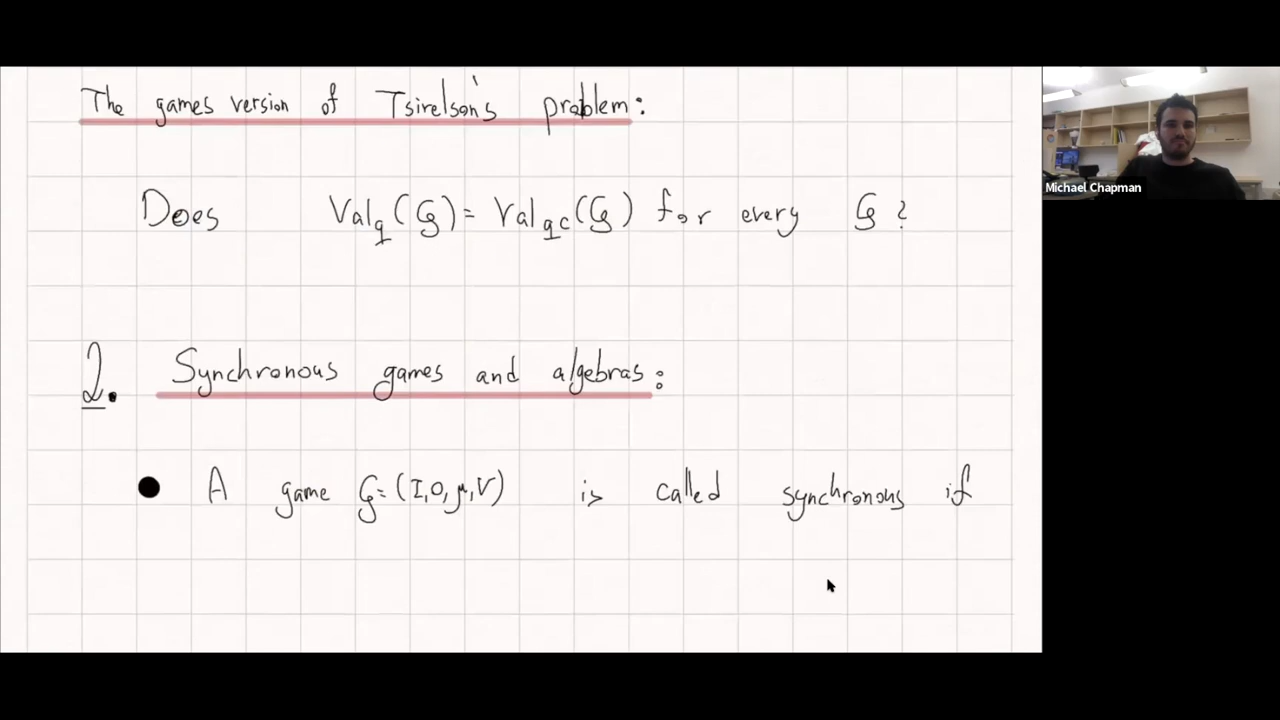 The games version of Tsirelson's problem:
Does Val_q(G) = Val_qc(G) for every G?
2. Synchronous games and algebras:
● A game G=(I,O,μ,V) is called synchronous if
Michael Chapman